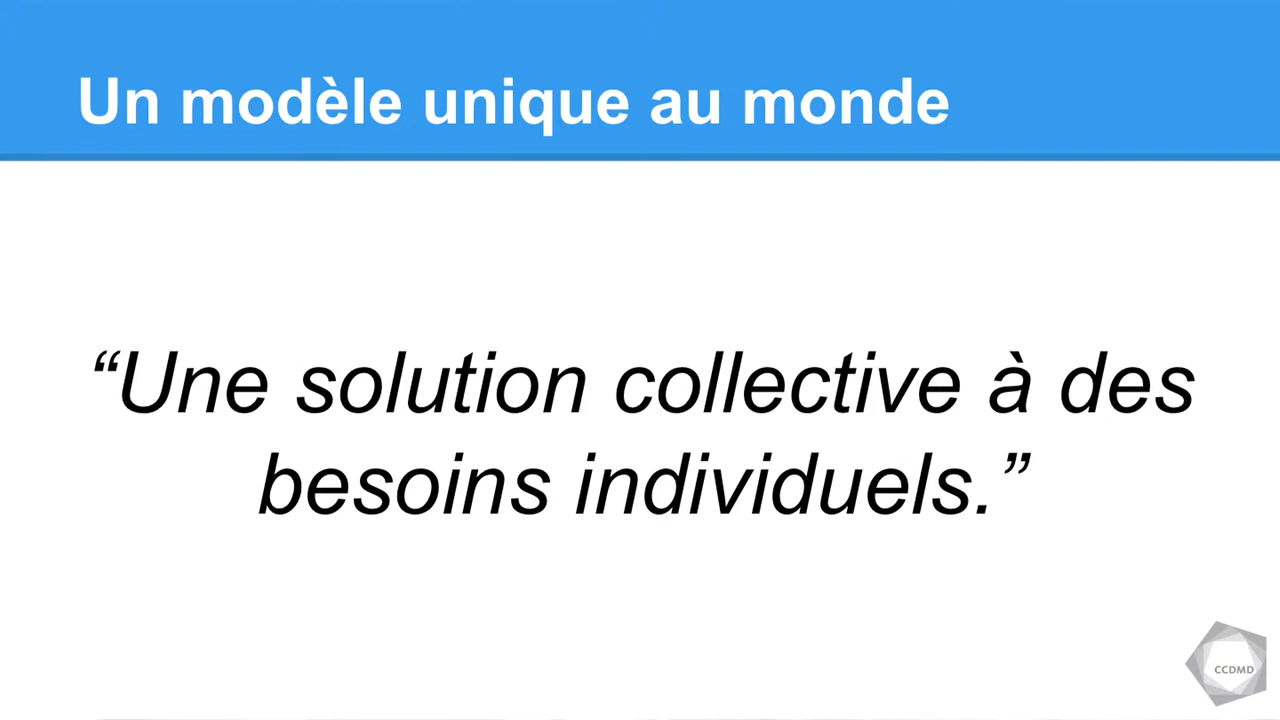 Un modèle unique au monde
“Une solution collective à des
besoins individuels.”
CCDMD